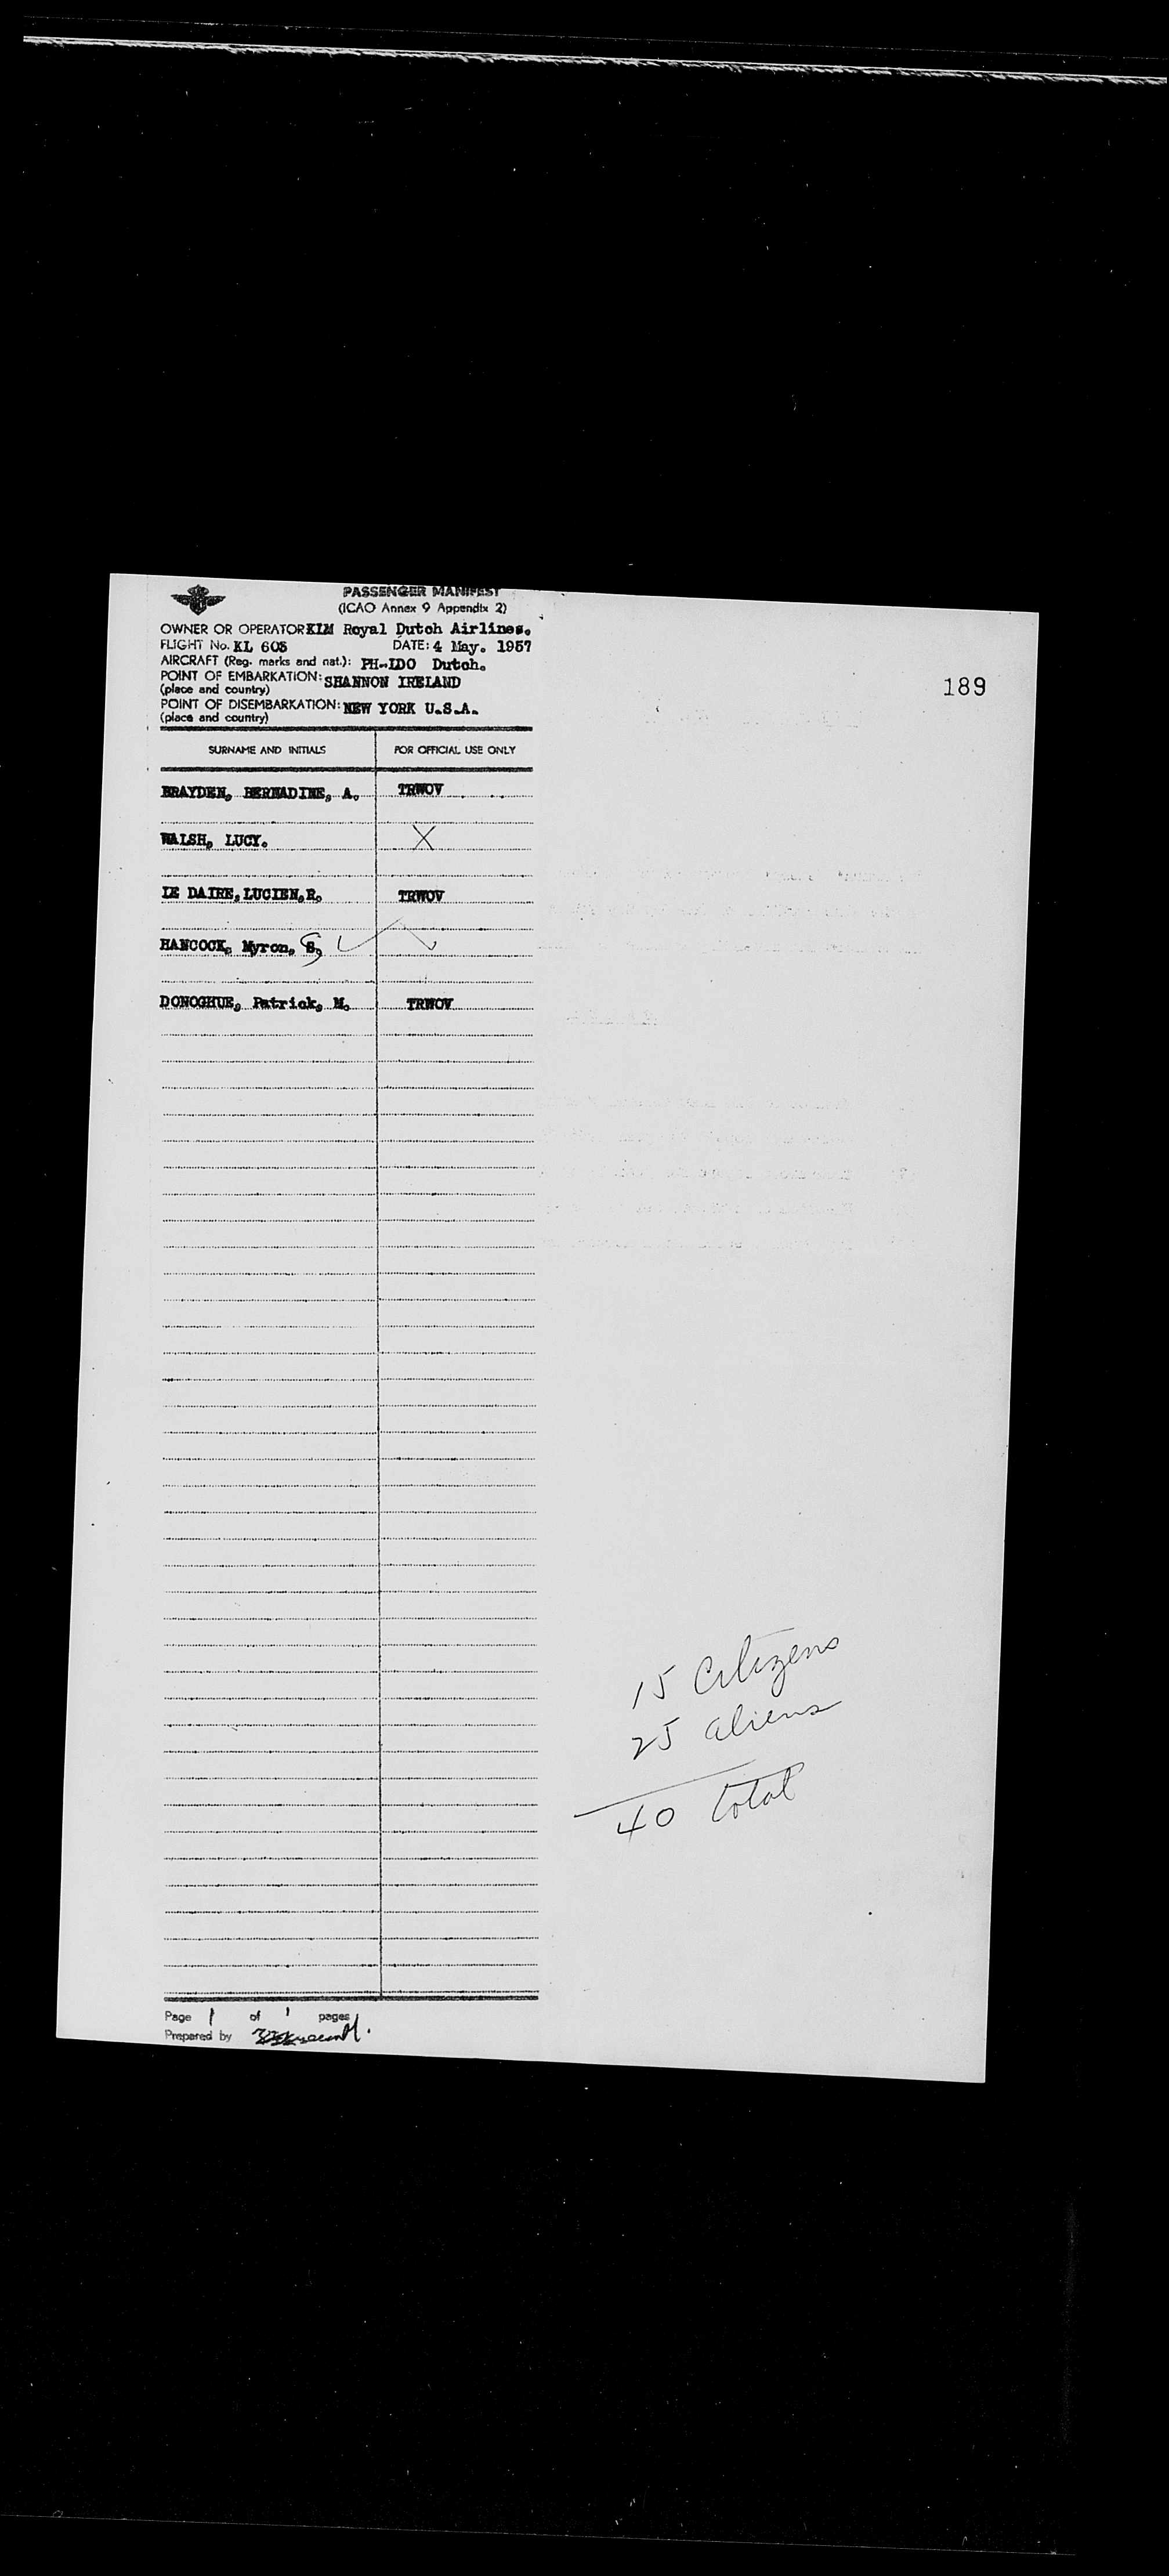 PASSENGER MANIFEST
(ICAO Annex 9 Appendix 2)
OWNER OR OPERATOR KLM Royal Dutch Airlines.
FLIGHT No. KL 605 DATE: 4 May. 1957
AIRCRAFT (Reg. marks and nat.): PH-LDO Dutch.
POINT OF EMBARKATION: SHANNON IRELAND
(place and country)
189
POINT OF DISEMBARKATION: NEW YORK U.S.A.
(place and country)
SURNAME AND INITIALS FOR OFFICIAL USE ONLY
BRAYDEN, BERNADINE, A. TRWOV
WALSH, LUCY. X
LE DAIRE, LUCIEN, R. TRWOV
HANCOCK, Myron, S.
DONOGHUE, Patrick, M. TRWOV
15 Citizens
25 aliens
40 total
Page 1 of 1 pages
Prepared by